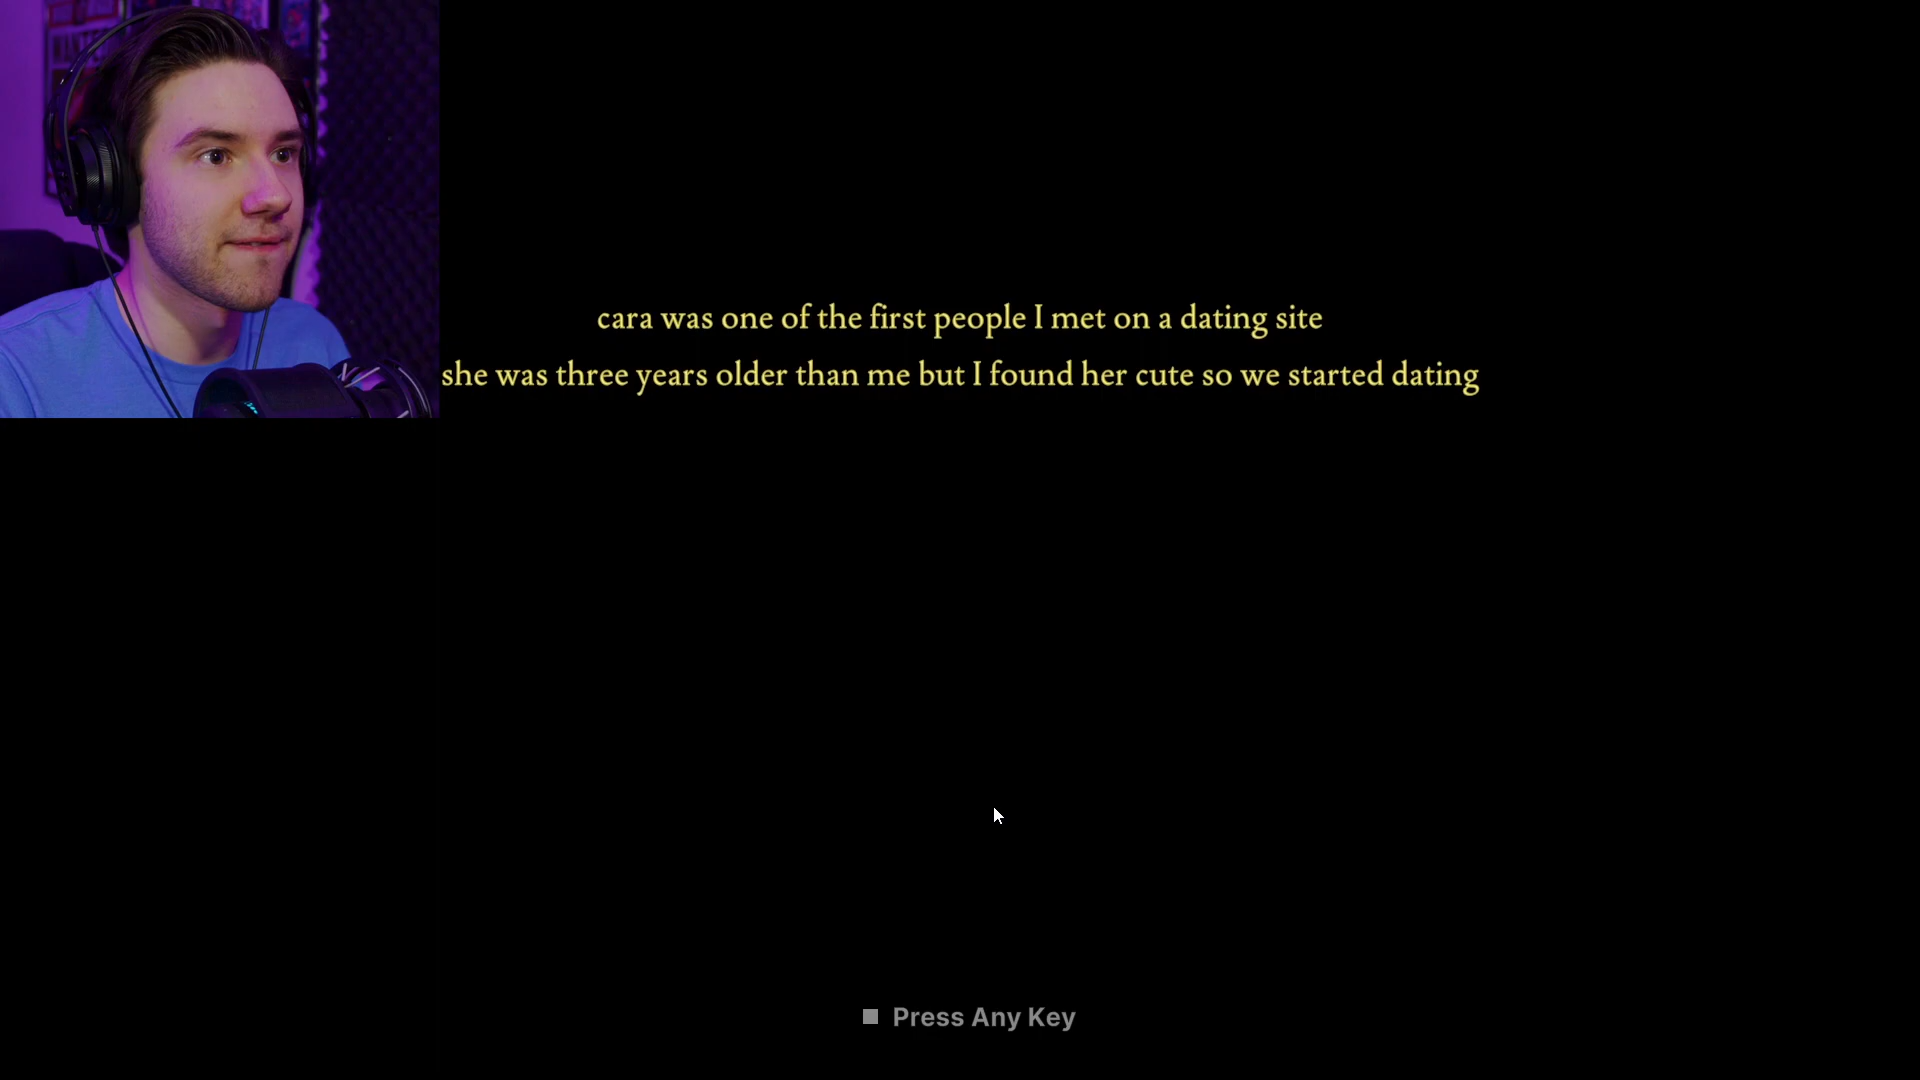 cara was one of the first people I met on a dating site
she was three years older than me but I found her cute so we started dating
Press Any Key